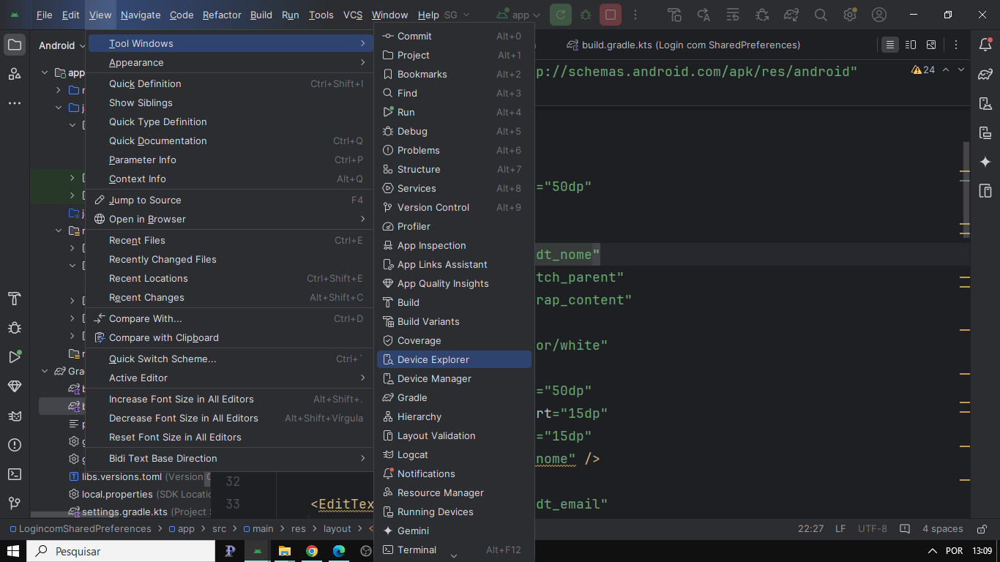 File Edit View Navigate Code Refactor Build Run Tools VCS Window Help SG app
Android
build.gradle.kts (Login com SharedPreferences)
Tool Windows
Appearance
Quick Definition Ctrl+Shift+I
Show Siblings
Quick Type Definition
Quick Documentation Ctrl+Q
Parameter Info Ctrl+P
Context Info Alt+Q
Jump to Source F4
Open in Browser
Recent Files Ctrl+E
Recently Changed Files
Recent Locations Ctrl+Shift+E
Recent Changes Alt+Shift+C
Compare With... Ctrl+D
Compare with Clipboard
Quick Switch Scheme... Ctrl+`
Active Editor
Increase Font Size in All Editors Alt+Shift+.
Decrease Font Size in All Editors Alt+Shift+Vírgula
Reset Font Size in All Editors
Bidi Text Base Direction
Commit Alt+0
Project Alt+1
Bookmarks Alt+2
Find Alt+3
Run Alt+4
Debug Alt+5
Problems Alt+6
Structure Alt+7
Services Alt+8
Version Control Alt+9
Profiler
App Inspection
App Links Assistant
App Quality Insights
Build
Build Variants
Coverage
Device Explorer
Device Manager
Gradle
Hierarchy
Layout Validation
Logcat
Notifications
Resource Manager
Running Devices
Gemini
Terminal Alt+F12
app
Gra
libs.versions.toml (Version C
local.properties (SDK Locatio
settings.gradle.kts (Project S
p://schemas.android.com/apk/res/android"
24
="50dp"
dt_nome"
tch_parent"
rap_content"
or/white"
="50dp"
rt="15dp"
="15dp"
nome" />
32
33 <EditTex
dt_email"
LogincomSharedPreferences app src main res layout <
22:27 LF UTF-8 4 spaces
Pesquisar
POR 13:09